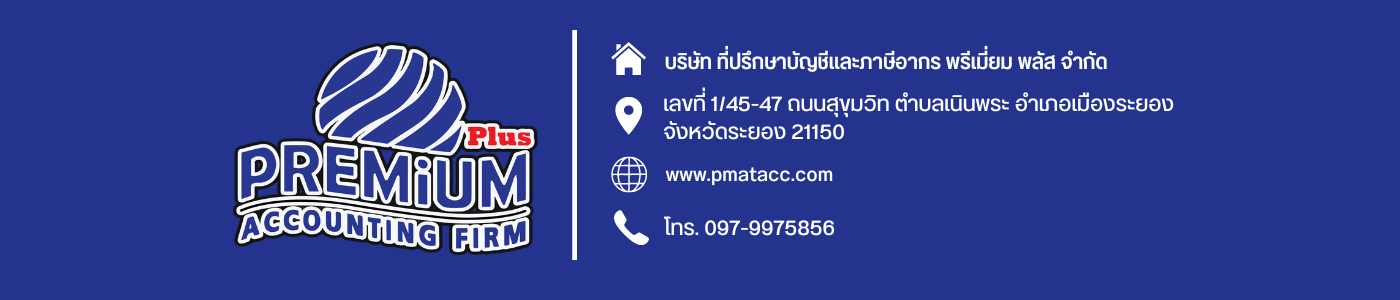 Plus
PREMiUM
ACCOUNTING FIRM
บริษัท ที่ปรึกษาบัญชีและภาษีอากร พรีเมี่ยม พลัส จำกัด
เลขที่ 1/45-47 ถนนสุขุมวิท ตำบลเนินพระ อำเภอเมืองระยอง
จังหวัดระยอง 21150
www.pmatacc.com
โทร. 097-9975856